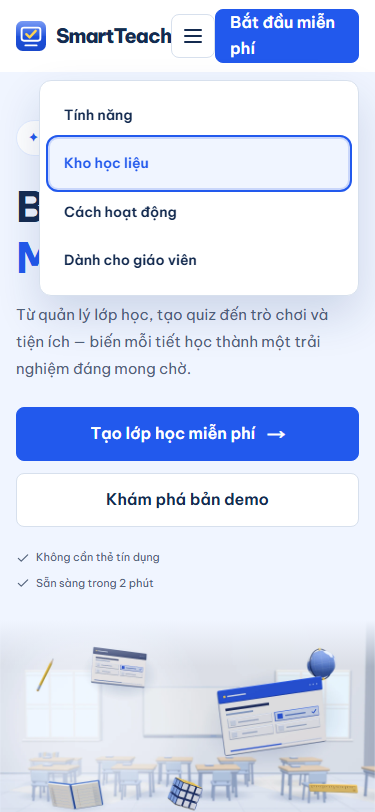 SmartTeach
Bắt đầu miễn
phí
Tính năng
Kho học liệu
Cách hoạt động
Dành cho giáo viên
Từ quản lý lớp học, tạo quiz đến trò chơi và
tiện ích — biến mỗi tiết học thành một trải
nghiệm đáng mong chờ.
Tạo lớp học miễn phí →
Khám phá bản demo
Không cần thẻ tín dụng
Sẵn sàng trong 2 phút